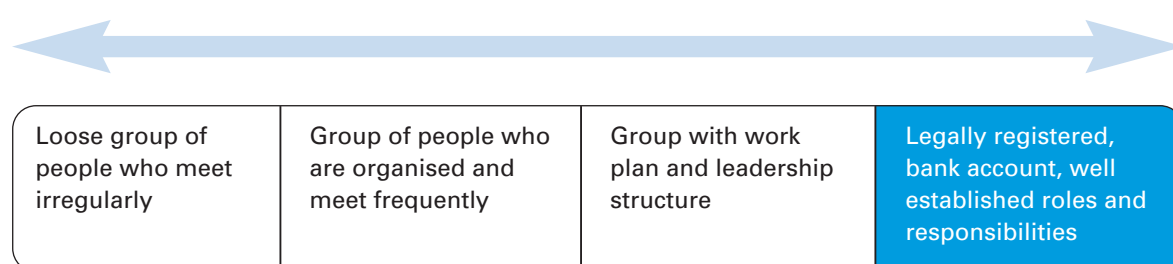 Loose group of
people who meet
irregularly
Group of people who
are organised and
meet frequently
Group with work
plan and leadership
structure
Legally registered,
bank account, well
established roles and
responsibilities